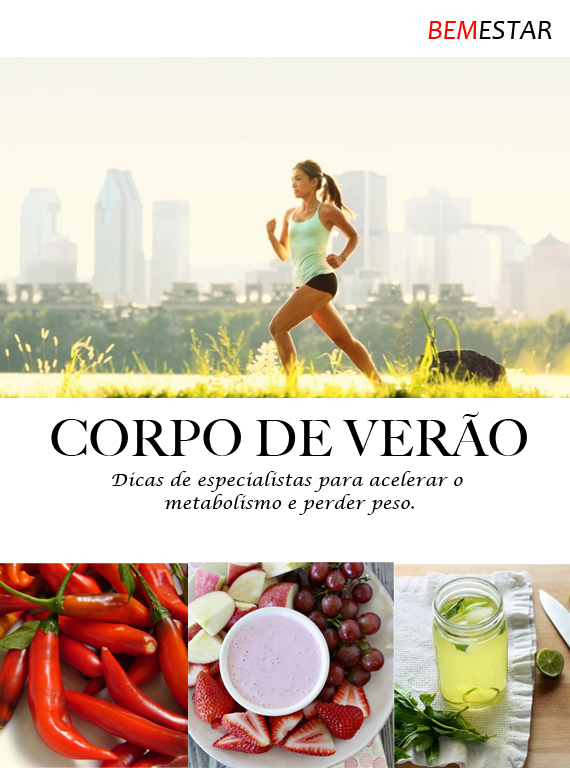 BEMESTAR
CORPO DE VERÃO
Dicas de especialistas para acelerar o
metabolismo e perder peso.